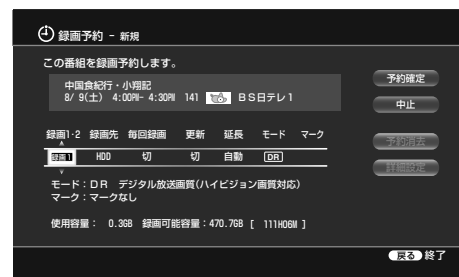 録画予約 - 新規
この番組を録画予約します。
中国食紀行・小翔記
8/ 9(土) 4:00PM- 4:30PM 141 BS日テレ1
予約確定
中止
録画1·2 録画先 毎回録画 更新 延長 モード マーク
予約消去
録画1 HDD 切 切 自動 DR
詳細設定
モード:DR デジタル放送画質(ハイビジョン画質対応)
マーク:マークなし
使用容量: 0.3GB 録画可能容量:470.7GB [ 111H06M ]
戻る 終了